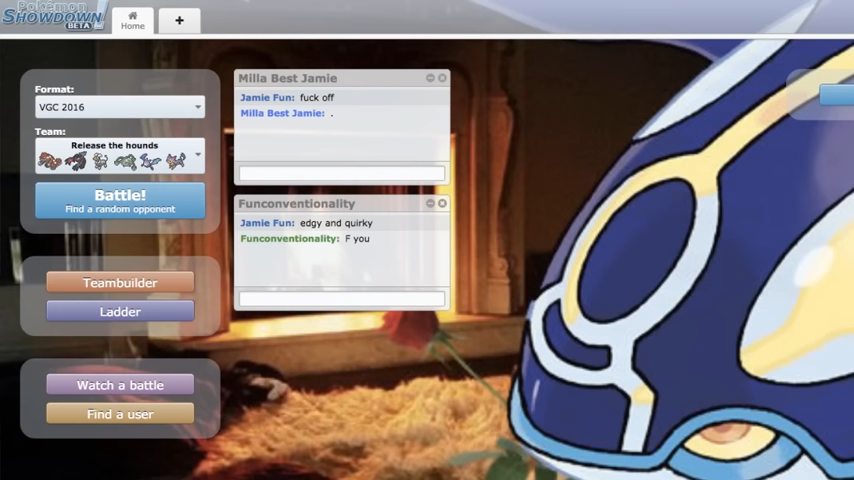 Pokémon
SHOWDOWN
BETA
Home
+
Format:
VGC 2016
Team:
Release the hounds
Battle!
Find a random opponent
Teambuilder
Ladder
Watch a battle
Find a user
Milla Best Jamie
Jamie Fun: fuck off
Milla Best Jamie: .
Funconventionality
Jamie Fun: edgy and quirky
Funconventionality: F you